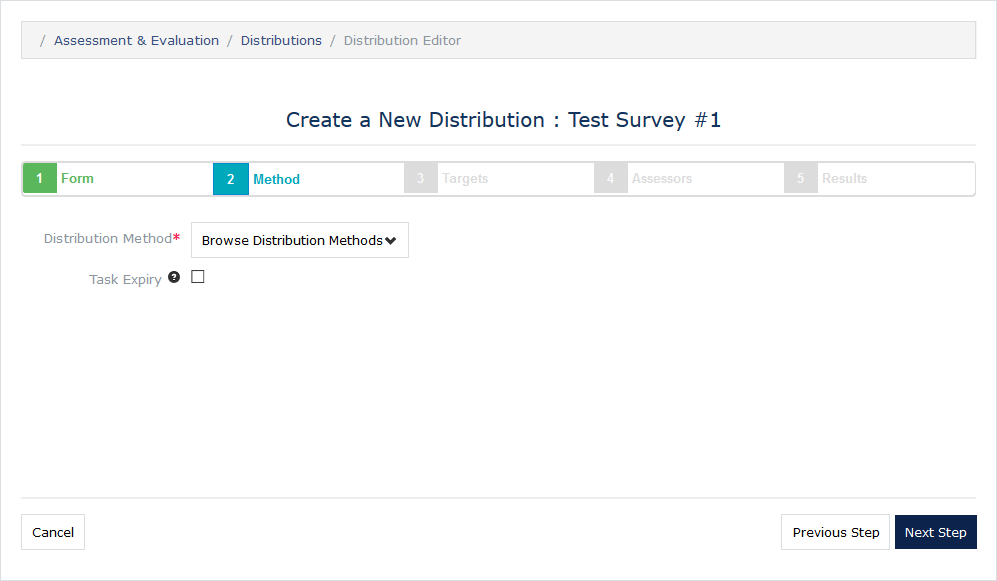 / Assessment & Evaluation / Distributions / Distribution Editor
Create a New Distribution : Test Survey #1
1 Form 2 Method 3 Targets 4 Assessors 5 Results
Distribution Method* Browse Distribution Methods
Task Expiry ?
Cancel Previous Step Next Step